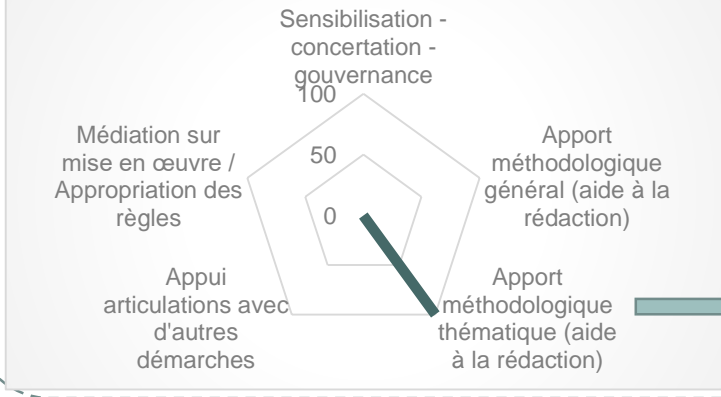 Sensibilisation -
concertation -
gouvernance
100
50
0
Apport
méthodologique
général (aide à la
rédaction)
Apport
méthodologique
thématique (aide
à la rédaction)
Appui
articulations avec
d'autres
démarches
Médiation sur
mise en œuvre /
Appropriation des
règles